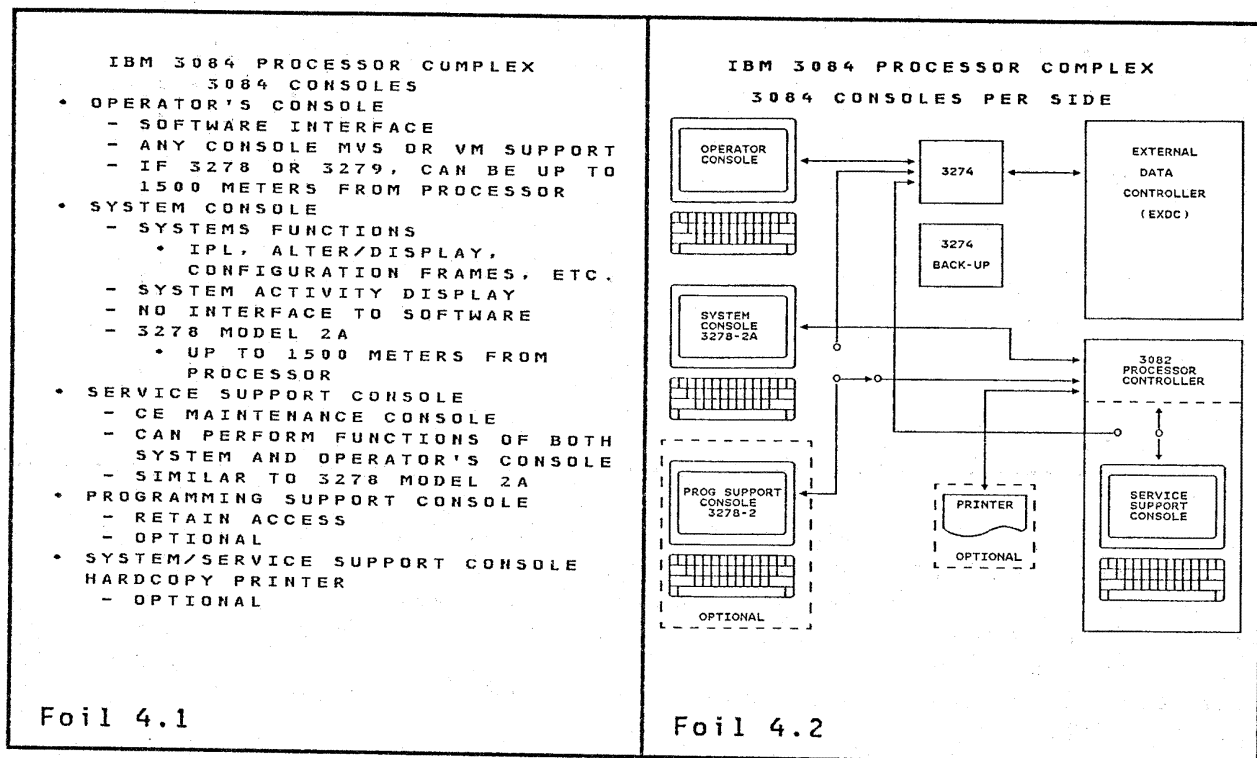 IBM 3084 PROCESSOR CUMPLEX
3084 CONSOLES
• OPERATOR'S CONSOLE
– SOFTWARE INTERFACE
– ANY CONSOLE MVS OR VM SUPPORT
– IF 3278 OR 3279, CAN BE UP TO
1500 METERS FROM PROCESSOR
• SYSTEM CONSOLE
– SYSTEMS FUNCTIONS
• IPL, ALTER/DISPLAY,
CONFIGURATION FRAMES, ETC.
– SYSTEM ACTIVITY DISPLAY
– NO INTERFACE TO SOFTWARE
– 3278 MODEL 2A
• UP TO 1500 METERS FROM
PROCESSOR
• SERVICE SUPPORT CONSOLE
– CE MAINTENANCE CONSOLE
– CAN PERFORM FUNCTIONS OF BOTH
SYSTEM AND OPERATOR'S CONSOLE
– SIMILAR TO 3278 MODEL 2A
• PROGRAMMING SUPPORT CONSOLE
– RETAIN ACCESS
– OPTIONAL
• SYSTEM/SERVICE SUPPORT CONSOLE
HARDCOPY PRINTER
– OPTIONAL
Foil 4.1
IBM 3084 PROCESSOR COMPLEX
3084 CONSOLES PER SIDE
OPERATOR
CONSOLE
3274
EXTERNAL
DATA
CONTROLLER
(EXDC)
3274
BACK-UP
SYSTEM
CONSOLE
3278-2A
3082
PROCESSOR
CONTROLLER
PROG SUPPORT
CONSOLE
3278-2
OPTIONAL
PRINTER
OPTIONAL
SERVICE
SUPPORT
CONSOLE
Foil 4.2